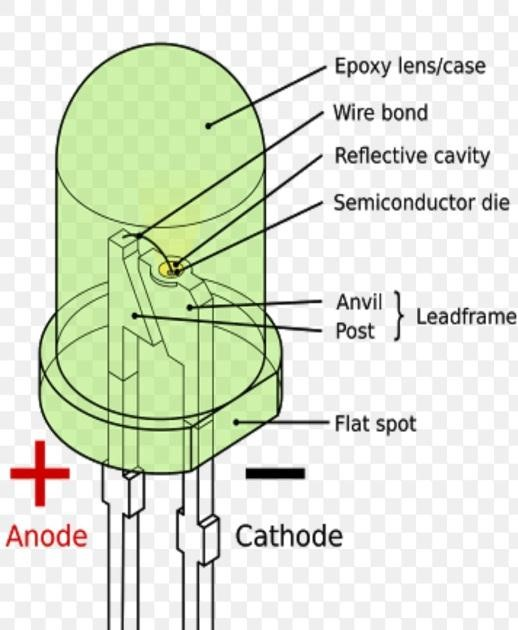 Epoxy lens/case
Wire bond
Reflective cavity
Semiconductor die
Anvil
Post
Leadframe
Flat spot
+
−
Anode
Cathode